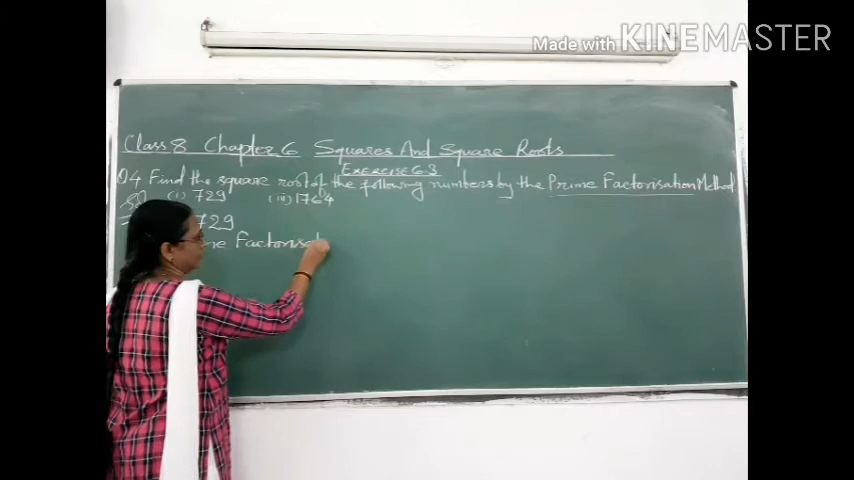 Made with KINEMASTER
Class 8 Chapter 6 Squares And Square Roots
EXERCISE 6.3
Q4 Find the square root of the following numbers by the Prime Factorisation Method
(i) 729 (ii) 1764
729
me Factorisat